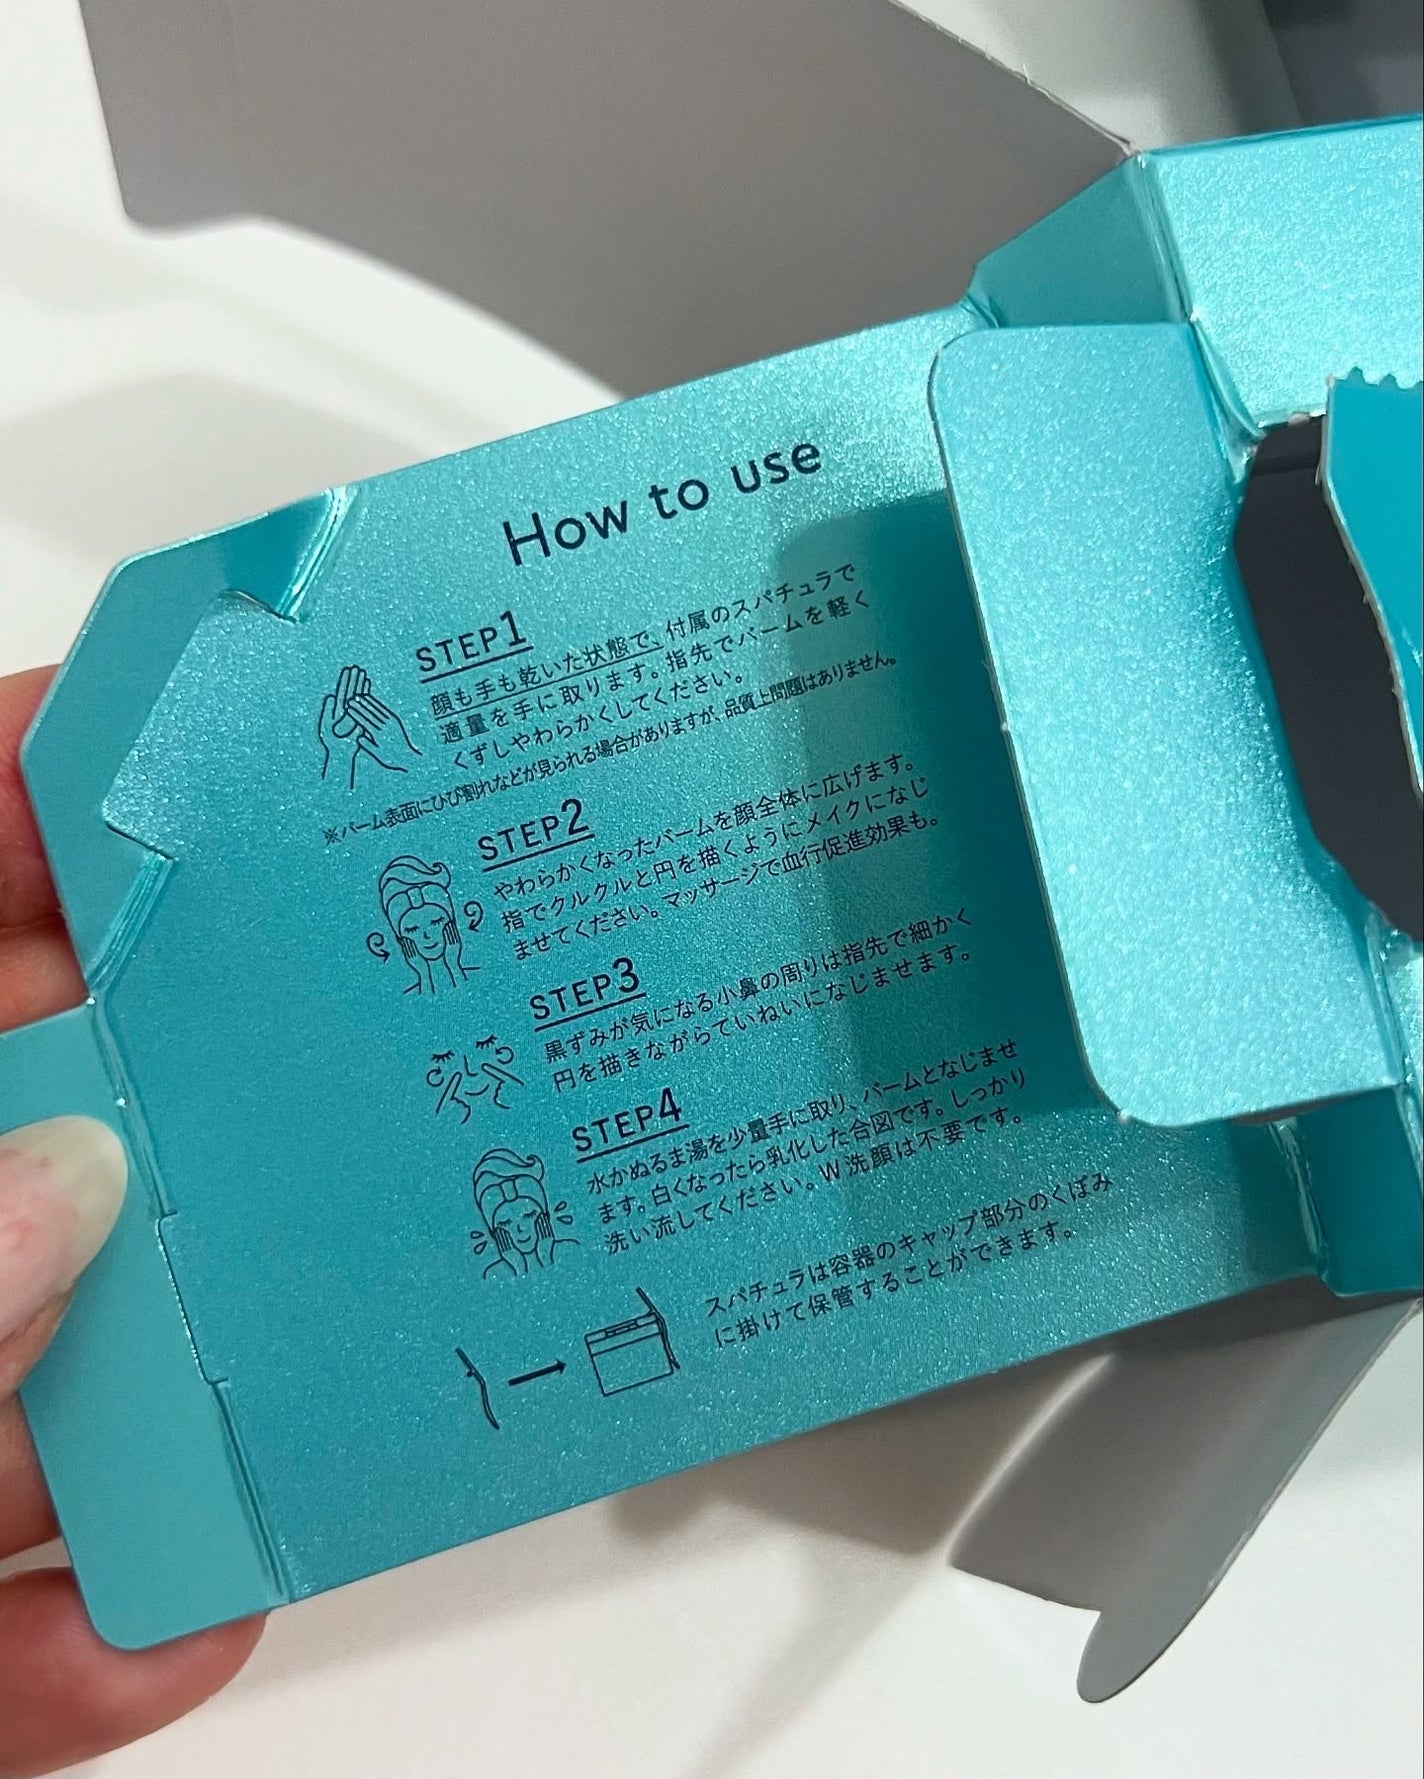 How to use
STEP1
顔も手も乾いた状態で、付属のスパチュラで
適量を手に取ります。指先でバームを軽く
くずしやわらかくしてください。
※バーム表面にひび割れなどが見られる場合がありますが、品質上問題はありません。
STEP2
やわらかくなったバームを顔全体に広げます。
指でクルクルと円を描くようにメイクになじ
ませてください。マッサージで血行促進効果も。
STEP3
黒ずみが気になる小鼻の周りは指先で細かく
円を描きながらていねいになじませます。
STEP4
水かぬるま湯を少量手に取り、バームとなじませ
ます。白くなったら乳化した合図です。しっかり
洗い流してください。W洗顔は不要です。
スパチュラは容器のキャップ部分のくぼみ
に掛けて保管することができます。